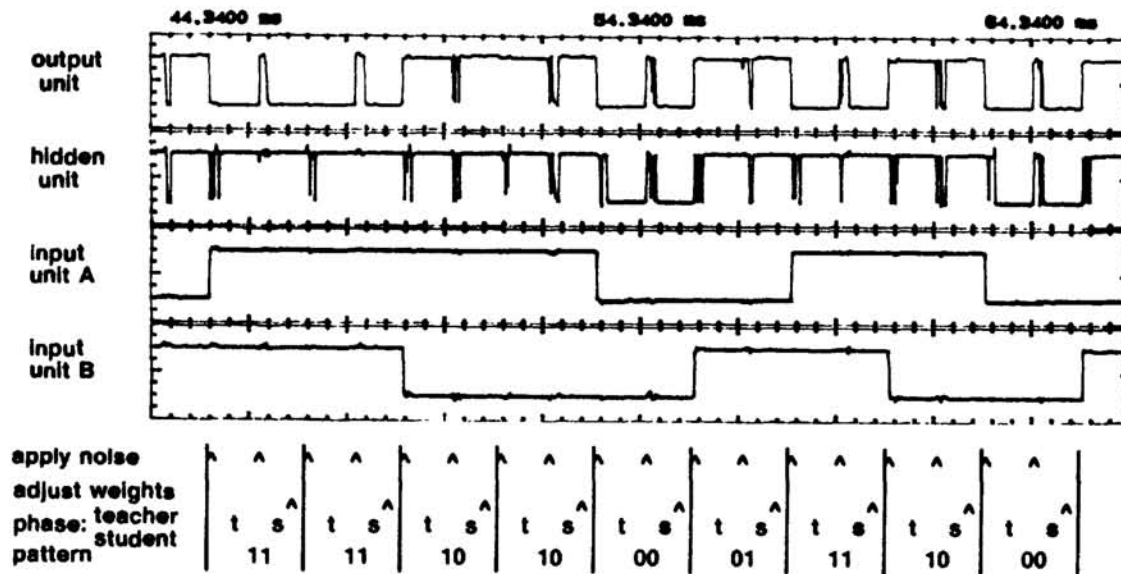 44.3400 ms 54.3400 ms 64.3400 ms
output
unit
hidden
unit
input
unit A
input
unit B
apply noise
adjust weights
phase: teacher t s t s t s t s t s t s t s t s t s
student
pattern 11 11 10 10 00 01 11 10 00